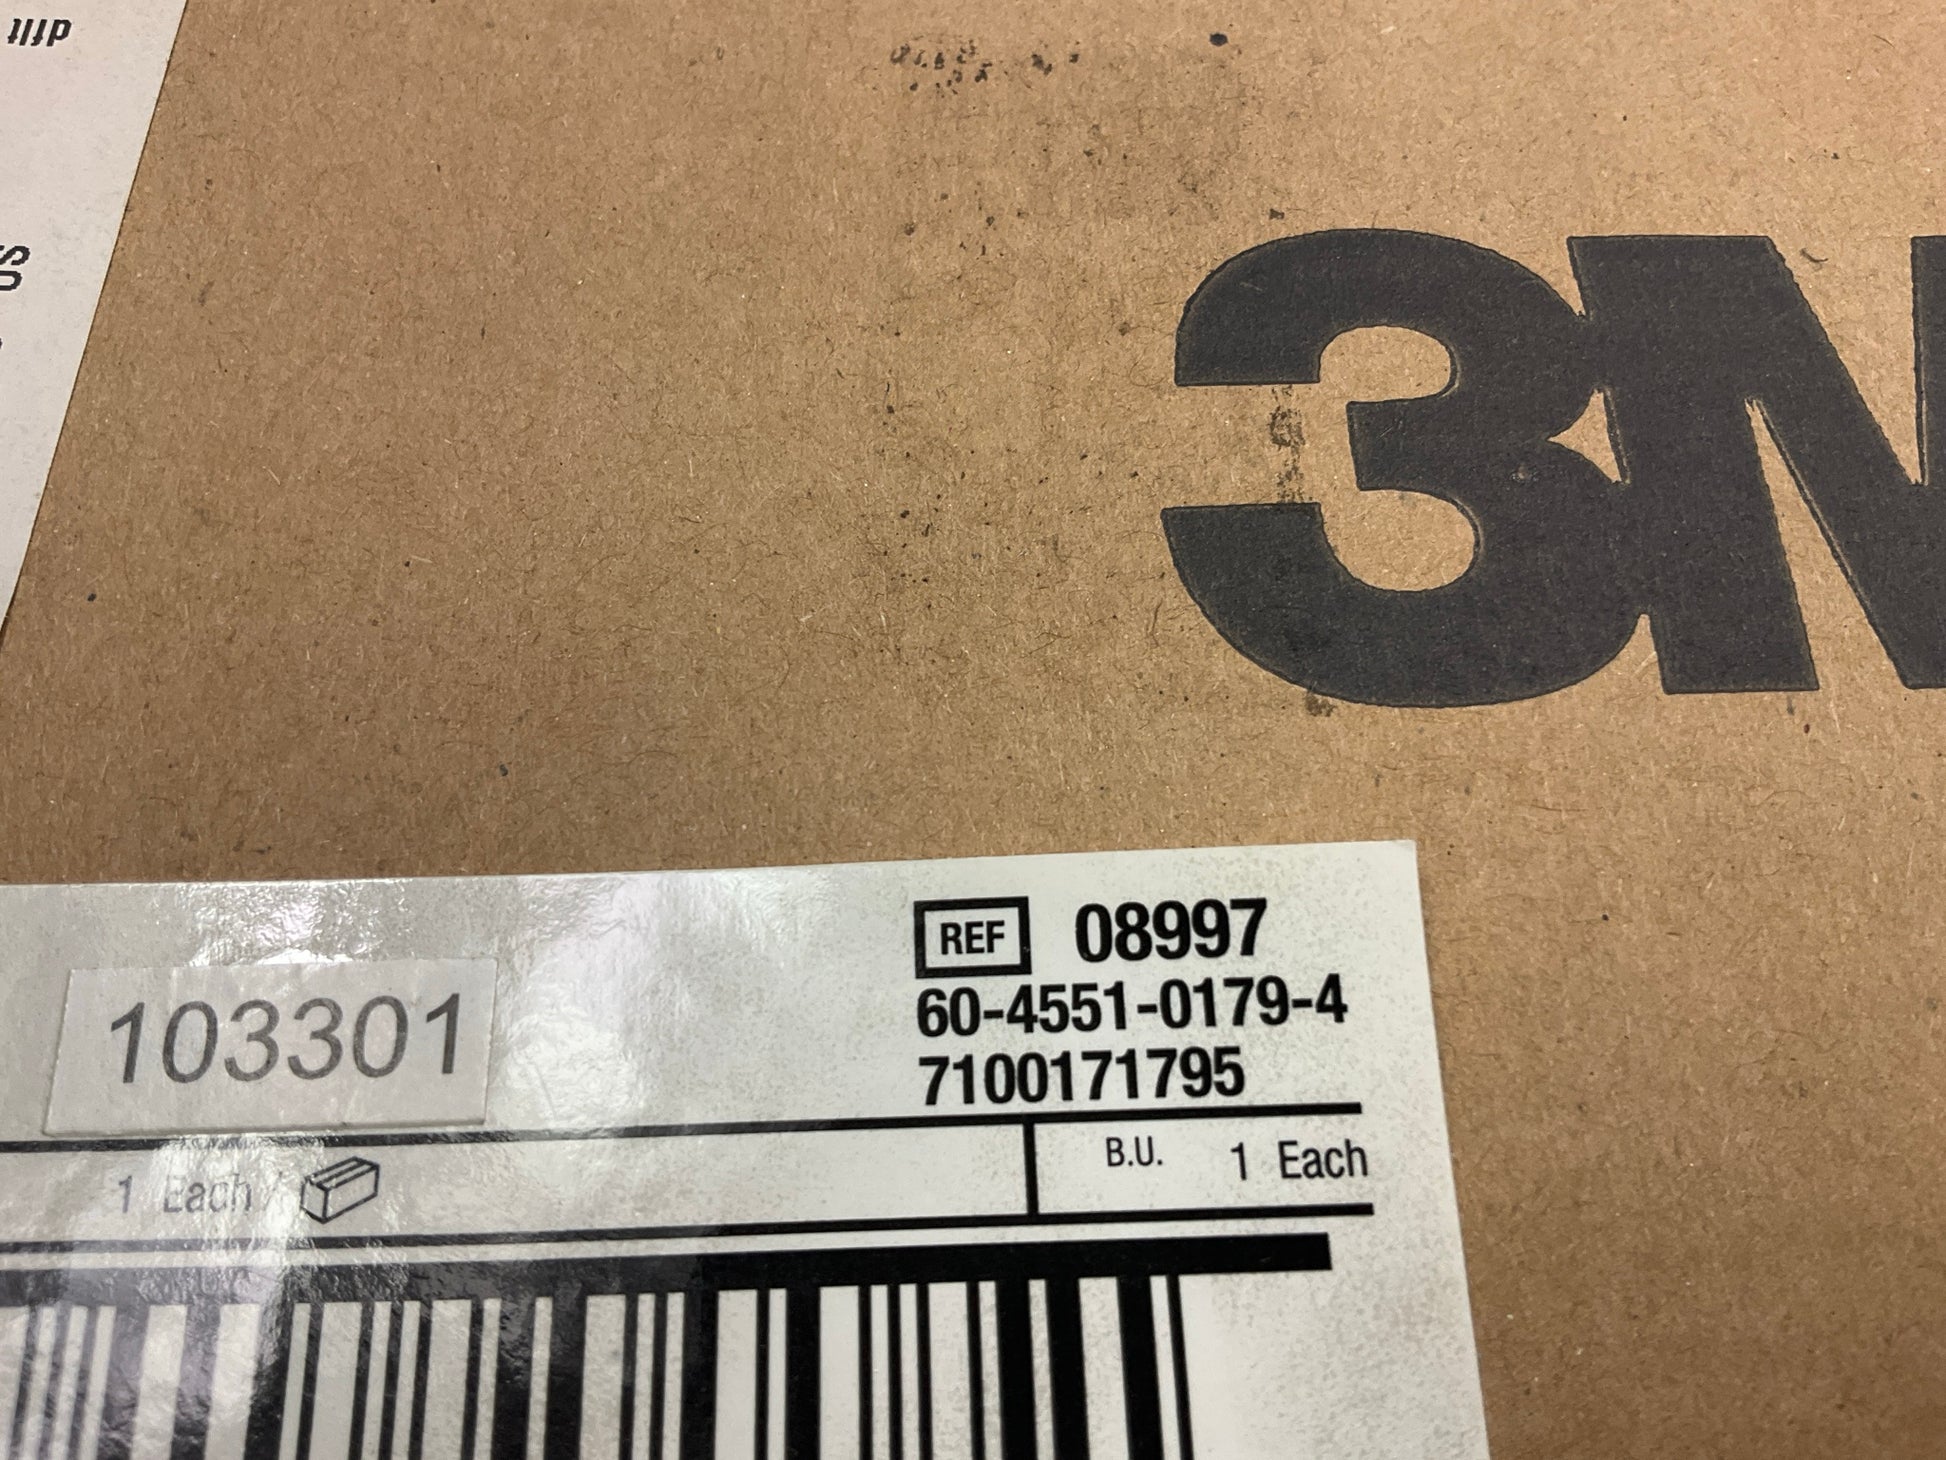 3M
REF 08997
60-4551-0179-4
7100171795
103301
1 Each /
B.U. 1 Each